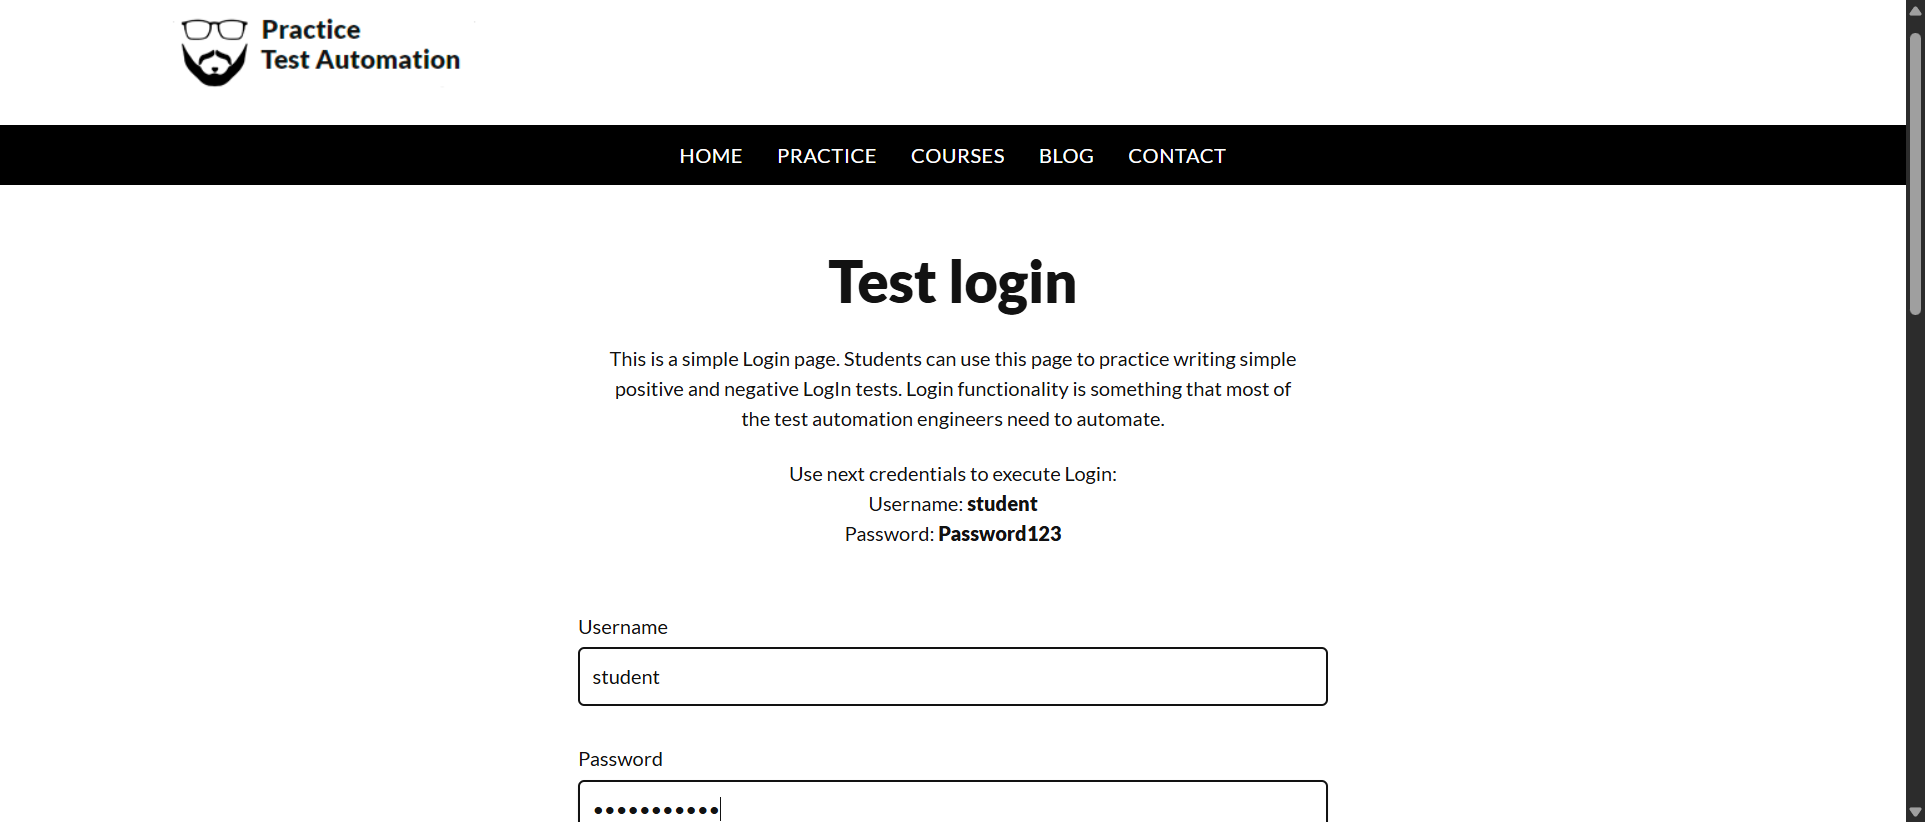 Practice
Test Automation
HOME PRACTICE COURSES BLOG CONTACT
Test login
This is a simple Login page. Students can use this page to practice writing simple
positive and negative LogIn tests. Login functionality is something that most of
the test automation engineers need to automate.
Use next credentials to execute Login:
Username: student
Password: Password123
Username
student
Password
•••••••••••